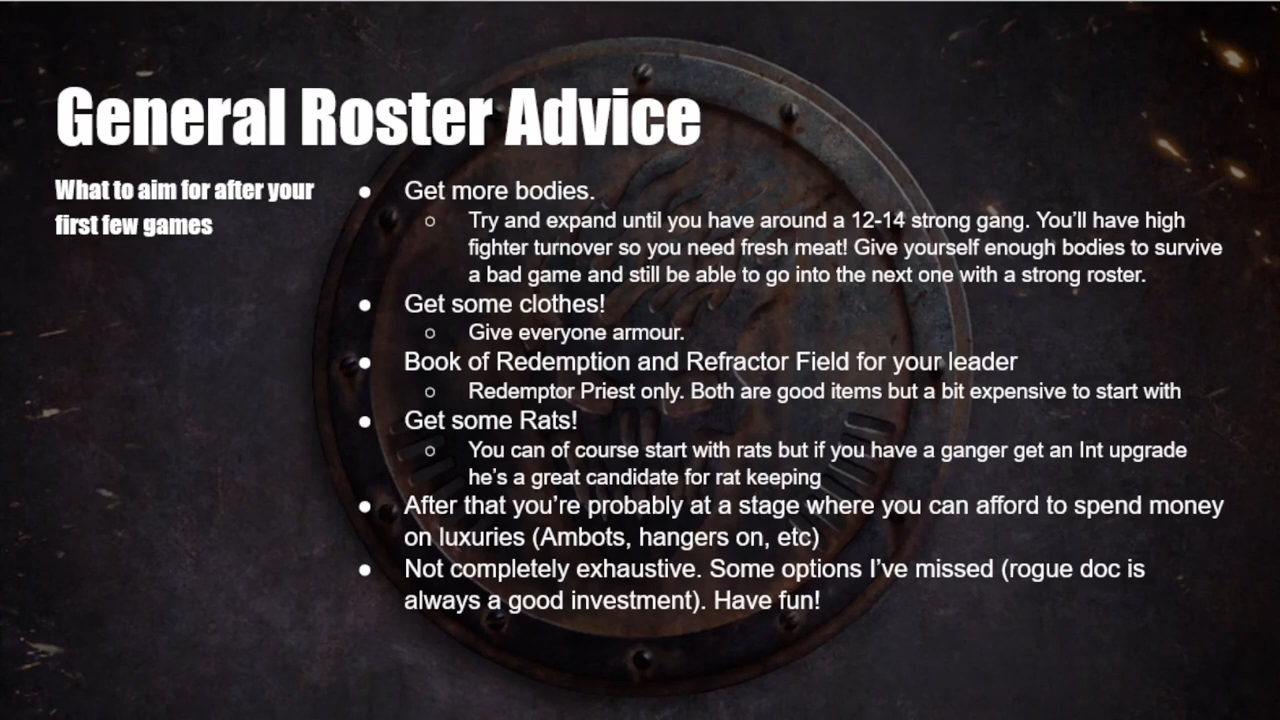 General Roster Advice
What to aim for after your
first few games
● Get more bodies.
○ Try and expand until you have around a 12-14 strong gang. You’ll have high
fighter turnover so you need fresh meat! Give yourself enough bodies to survive
a bad game and still be able to go into the next one with a strong roster.
● Get some clothes!
○ Give everyone armour.
● Book of Redemption and Refractor Field for your leader
○ Redemptor Priest only. Both are good items but a bit expensive to start with
● Get some Rats!
○ You can of course start with rats but if you have a ganger get an Int upgrade
he’s a great candidate for rat keeping
● After that you’re probably at a stage where you can afford to spend money
on luxuries (Ambots, hangers on, etc)
● Not completely exhaustive. Some options I’ve missed (rogue doc is
always a good investment). Have fun!